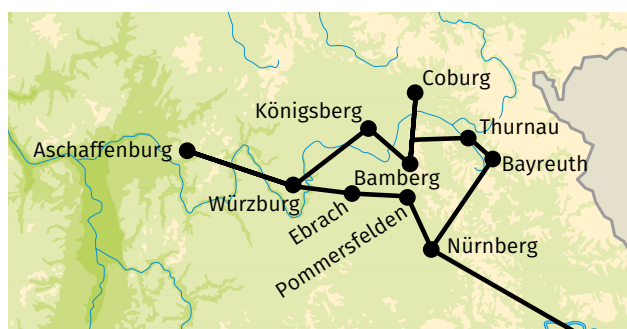 Coburg
Königsberg
Thurnau
Aschaffenburg
Bayreuth
Bamberg
Würzburg
Ebrach
Pommersfelden
Nürnberg